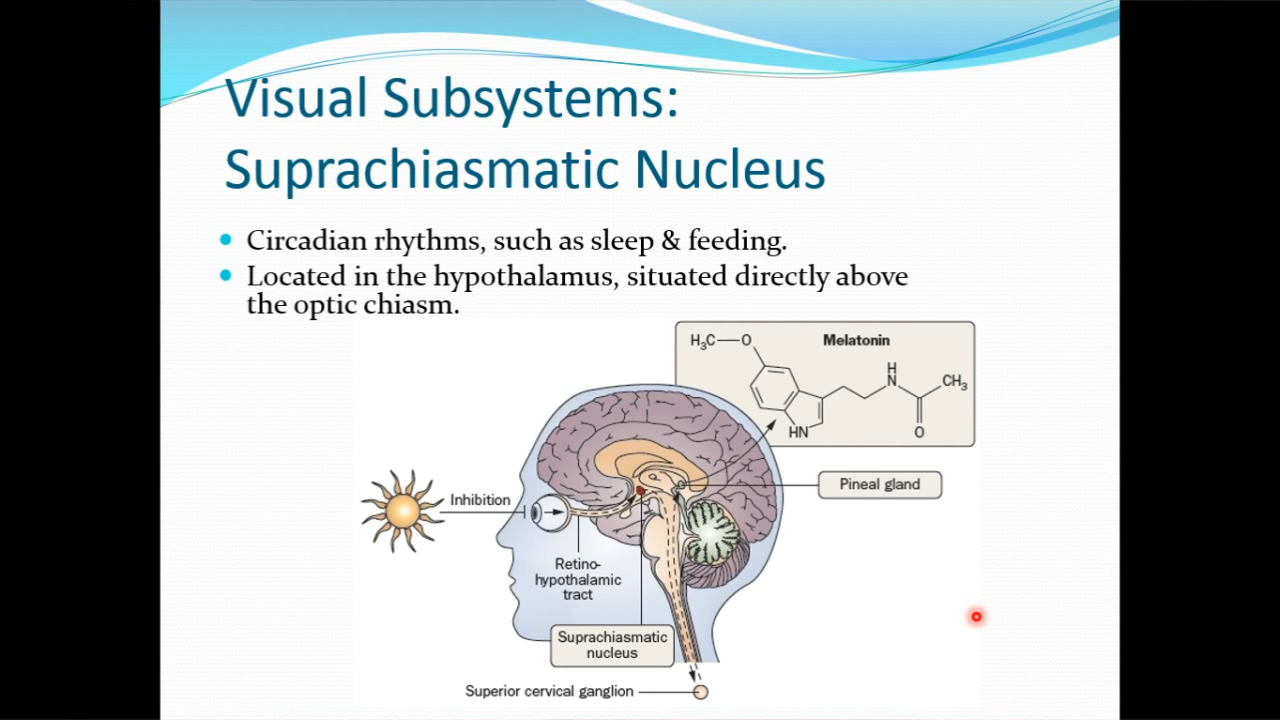 Visual Subsystems:
Suprachiasmatic Nucleus
• Circadian rhythms, such as sleep & feeding.
• Located in the hypothalamus, situated directly above
the optic chiasm.
H₃C
O
Melatonin
H
N
CH₃
HN
O
Pineal gland
Inhibition
Retino-
hypothalamic
tract
Suprachiasmatic
nucleus
Superior cervical ganglion